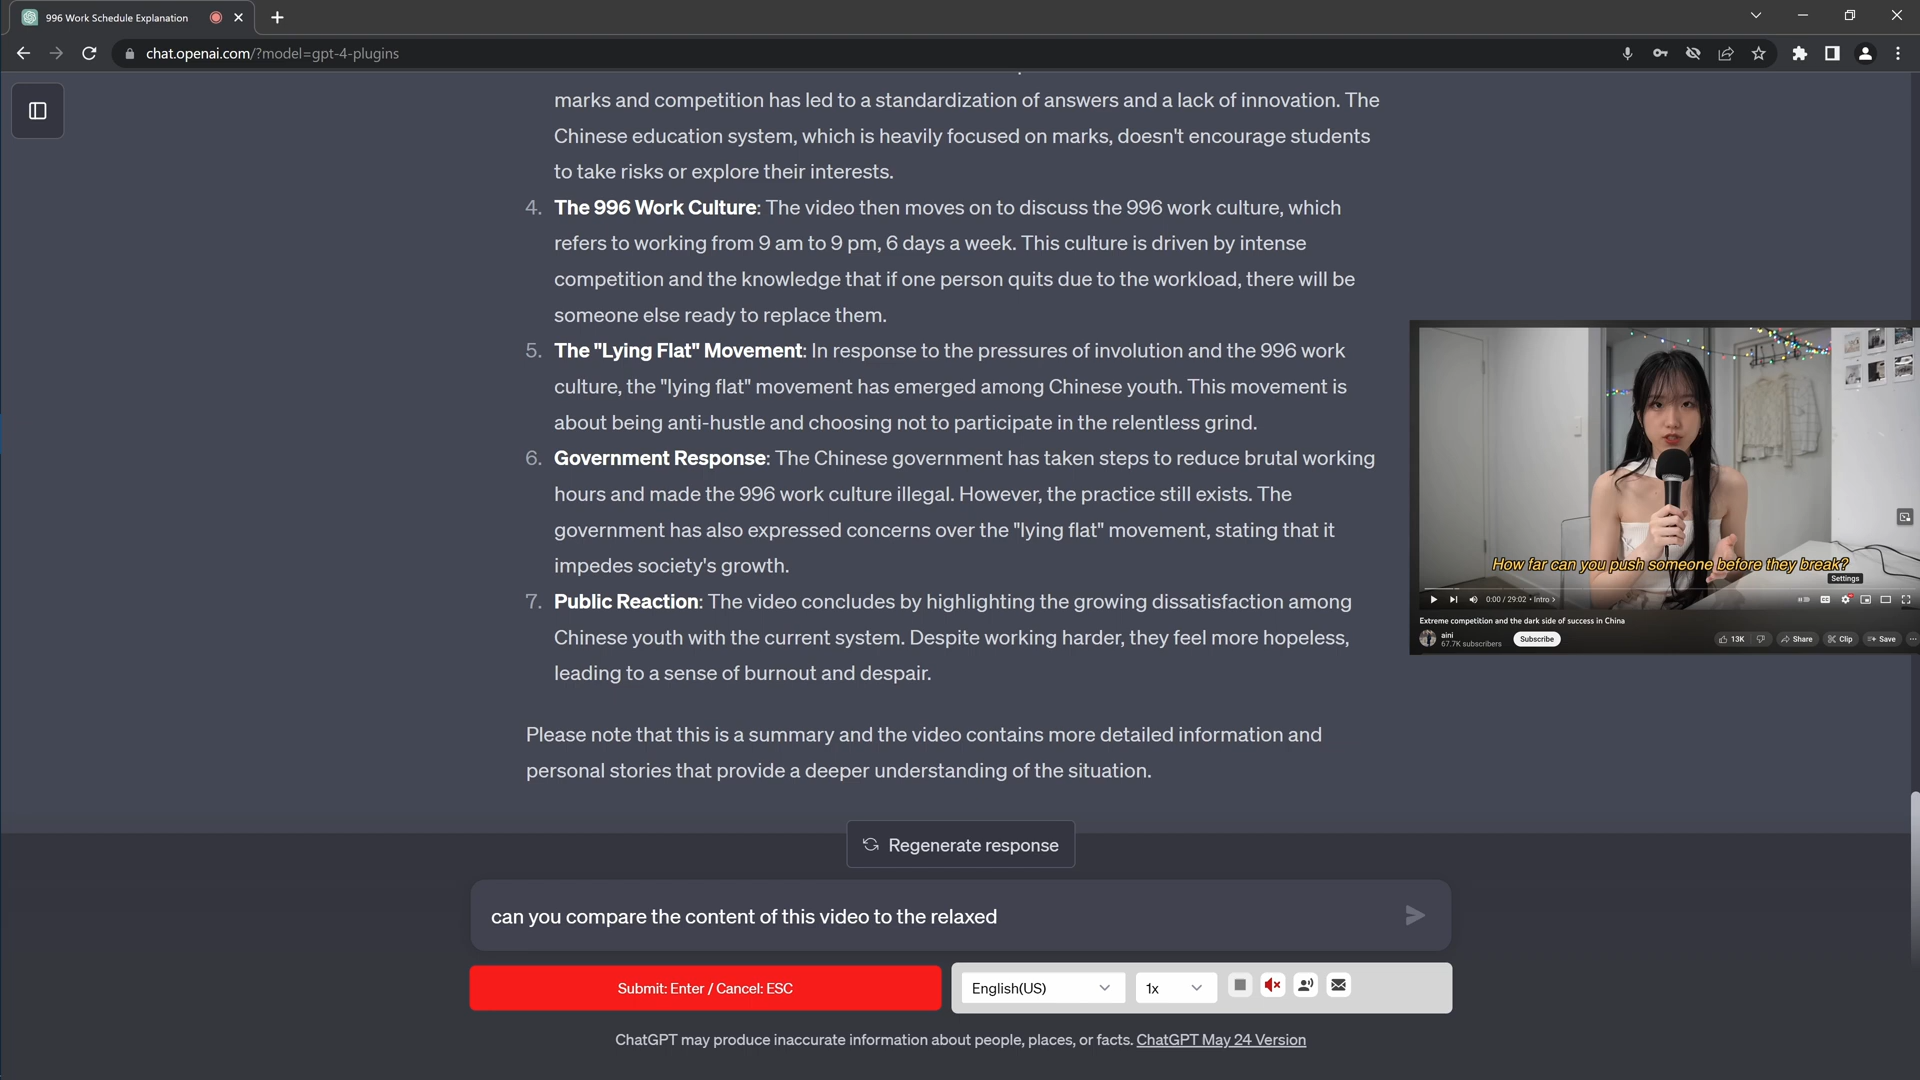 996 Work Schedule Explanation
chat.openai.com/?model=gpt-4-plugins
marks and competition has led to a standardization of answers and a lack of innovation. The
Chinese education system, which is heavily focused on marks, doesn't encourage students
to take risks or explore their interests.
4. The 996 Work Culture: The video then moves on to discuss the 996 work culture, which
refers to working from 9 am to 9 pm, 6 days a week. This culture is driven by intense
competition and the knowledge that if one person quits due to the workload, there will be
someone else ready to replace them.
5. The "Lying Flat" Movement: In response to the pressures of involution and the 996 work
culture, the "lying flat" movement has emerged among Chinese youth. This movement is
about being anti-hustle and choosing not to participate in the relentless grind.
6. Government Response: The Chinese government has taken steps to reduce brutal working
hours and made the 996 work culture illegal. However, the practice still exists. The
government has also expressed concerns over the "lying flat" movement, stating that it
impedes society's growth.
7. Public Reaction: The video concludes by highlighting the growing dissatisfaction among
Chinese youth with the current system. Despite working harder, they feel more hopeless,
leading to a sense of burnout and despair.
Please note that this is a summary and the video contains more detailed information and
personal stories that provide a deeper understanding of the situation.
How far can you push someone before they break?
Settings
0:00 / 29:02 • Intro >
Extreme competition and the dark side of success in China
aini
67.7K subscribers
Subscribe
13K
Share
Clip
Save
Regenerate response
can you compare the content of this video to the relaxed
Submit: Enter / Cancel: ESC
English(US)
1x
ChatGPT may produce inaccurate information about people, places, or facts. ChatGPT May 24 Version